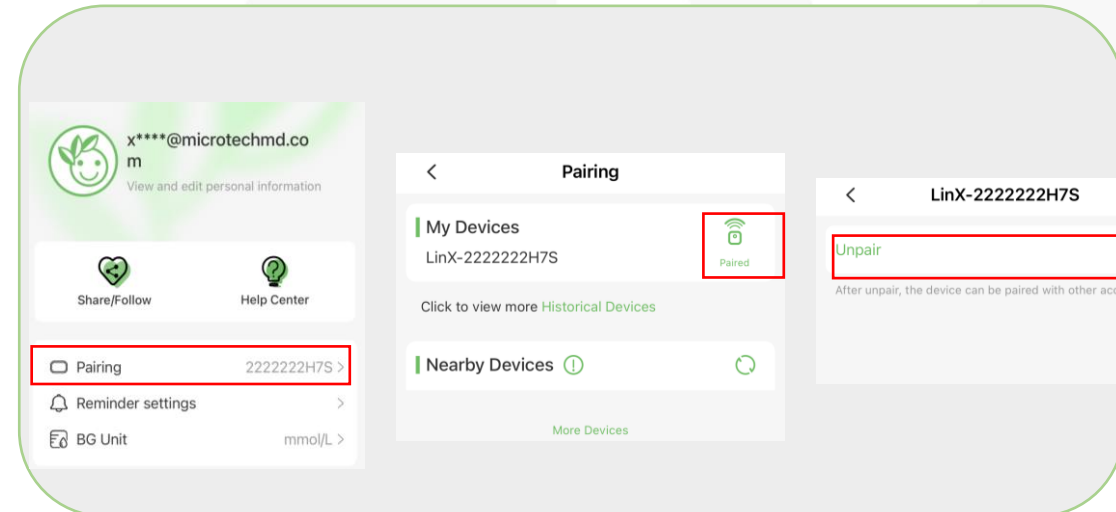 x****@microtechmd.co
m
View and edit personal information
Share/Follow
Help Center
Pairing
2222222H7S >
Reminder settings
>
BG Unit
mmol/L >
< Pairing
My Devices
LinX-2222222H7S
Paired
Click to view more Historical Devices
Nearby Devices
More Devices
< LinX-2222222H7S
Unpair
After unpair, the device can be paired with other